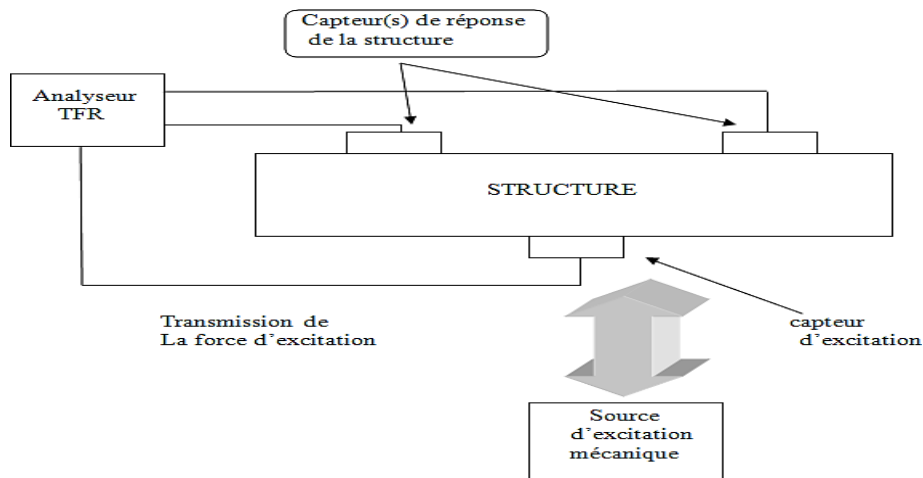 Capteur(s) de réponse
de la structure
Analyseur
TFR
STRUCTURE
Transmission de
La force d'excitation
capteur
d'excitation
Source
d'excitation
mécanique